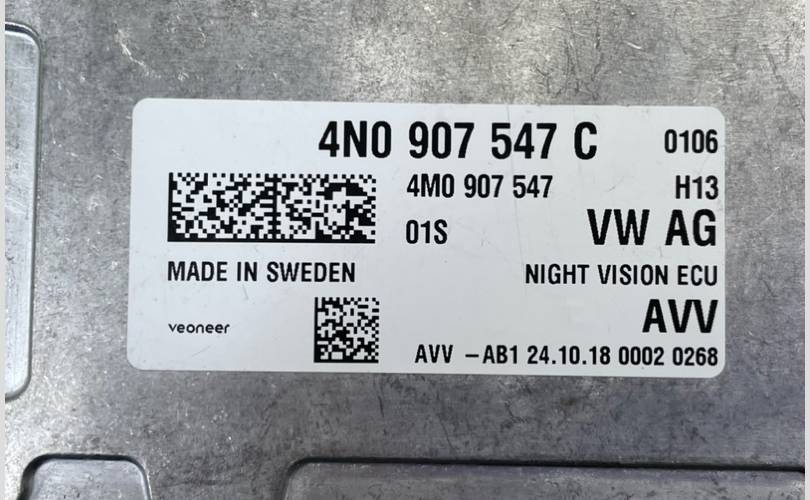 4N0 907 547 C 0106
4M0 907 547 H13
01S VW AG
MADE IN SWEDEN NIGHT VISION ECU
AVV
veoneer
AVV -AB1 24.10.18 0002 0268